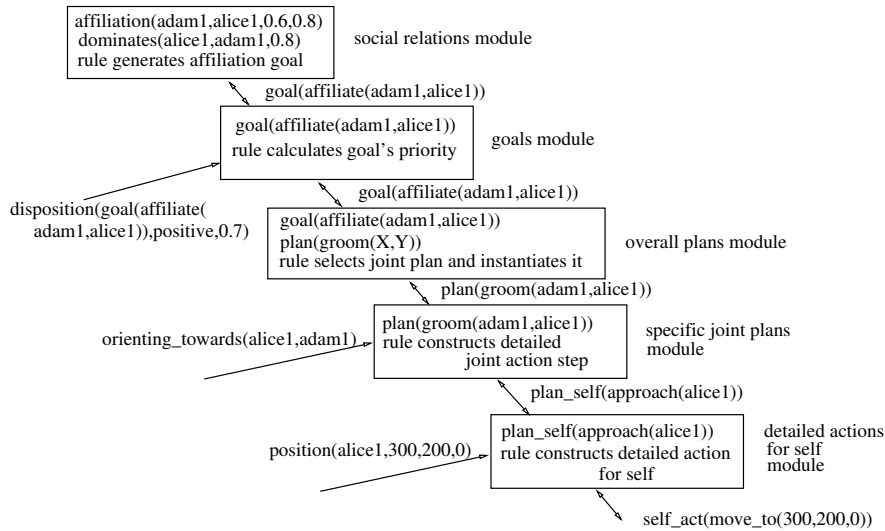 affiliation(adam1,alice1,0.6,0.8)
dominates(alice1,adam1,0.8)
rule generates affiliation goal
social relations module
goal(affiliate(adam1,alice1))
goal(affiliate(adam1,alice1))
rule calculates goal's priority
goals module
goal(affiliate(adam1,alice1))
disposition(goal(affiliate(
adam1,alice1)),positive,0.7)
goal(affiliate(adam1,alice1))
plan(groom(X,Y))
rule selects joint plan and instantiates it
overall plans module
plan(groom(adam1,alice1))
orienting_towards(alice1,adam1)
plan(groom(adam1,alice1))
rule constructs detailed
joint action step
specific joint plans
module
plan_self(approach(alice1))
position(alice1,300,200,0)
plan_self(approach(alice1))
rule constructs detailed action
for self
detailed actions
for self
module
self_act(move_to(300,200,0))